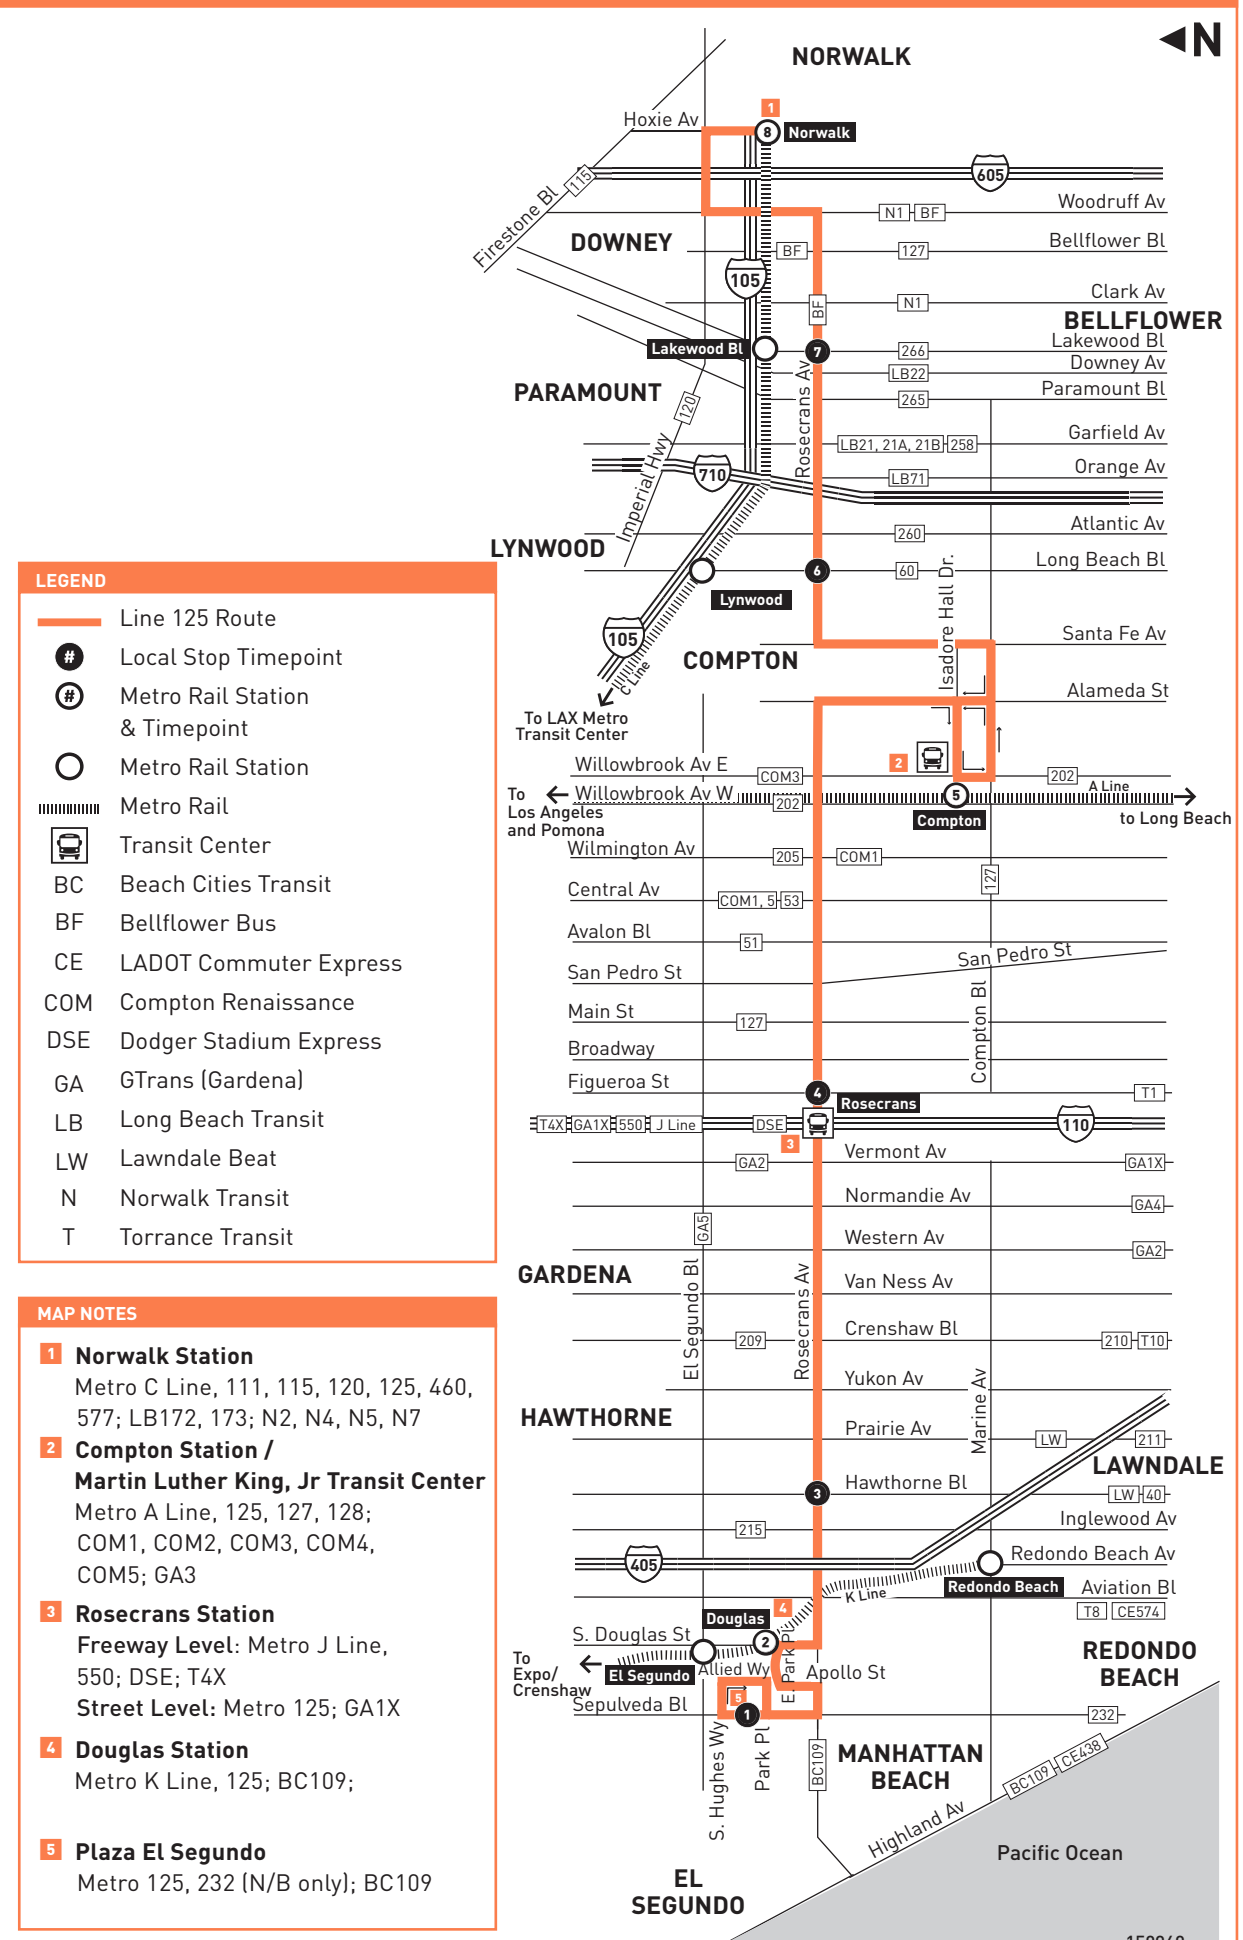 N
NORWALK
1
Hoxie Av
8
Norwalk
605
115
Firestone Bl
Woodruff Av
N1
BF
DOWNEY
Bellflower Bl
BF
127
105
Clark Av
BF
N1
BELLFLOWER
Lakewood Bl
Lakewood Bl
7
266
Downey Av
LB22
PARAMOUNT
Paramount Bl
265
120
Rosecrans Av
Garfield Av
LB21, 21A, 21B
258
Imperial Hwy
710
Orange Av
LB71
Atlantic Av
260
LYNWOOD
Long Beach Bl
6
60
Lynwood
Isadore Hall Dr.
105
C Line
Santa Fe Av
COMPTON
Alameda St
To LAX Metro
Transit Center
2
Willowbrook Av E
COM3
202
A Line
To
Los Angeles
and Pomona
Willowbrook Av W
202
5
Compton
to Long Beach
Wilmington Av
205
COM1
127
Central Av
COM1, 5
53
Avalon Bl
51
San Pedro St
San Pedro St
Main St
127
Compton Bl
Broadway
Figueroa St
4
Rosecrans
T1
T4X
GA1X
550
J Line
DSE
110
3
Vermont Av
GA2
GA1X
Normandie Av
GA4
GA5
Western Av
GA2
GARDENA
El Segundo Bl
Rosecrans Av
Van Ness Av
Crenshaw Bl
209
210
T10
Yukon Av
Marine Av
HAWTHORNE
Prairie Av
LW
211
LAWNDALE
Hawthorne Bl
3
LW
40
Inglewood Av
215
405
Redondo Beach Av
Redondo Beach
K Line
Aviation Bl
T8
CE574
4
Douglas
S. Douglas St
2
E. Park Pl
REDONDO
BEACH
To
Expo/
Crenshaw
El Segundo
Allied Wy
Apollo St
5
Sepulveda Bl
1
232
S. Hughes Wy
Park Pl
BC109
MANHATTAN
BEACH
BC109
CE438
Highland Av
Pacific Ocean
EL
SEGUNDO
LEGEND
Line 125 Route
# Local Stop Timepoint
# Metro Rail Station
& Timepoint
Metro Rail Station
Metro Rail
Transit Center
BC Beach Cities Transit
BF Bellflower Bus
CE LADOT Commuter Express
COM Compton Renaissance
DSE Dodger Stadium Express
GA GTrans (Gardena)
LB Long Beach Transit
LW Lawndale Beat
N Norwalk Transit
T Torrance Transit
MAP NOTES
1 Norwalk Station
Metro C Line, 111, 115, 120, 125, 460,
577; LB172, 173; N2, N4, N5, N7
2 Compton Station /
Martin Luther King, Jr Transit Center
Metro A Line, 125, 127, 128;
COM1, COM2, COM3, COM4,
COM5; GA3
3 Rosecrans Station
Freeway Level: Metro J Line,
550; DSE; T4X
Street Level: Metro 125; GA1X
4 Douglas Station
Metro K Line, 125; BC109;
5 Plaza El Segundo
Metro 125, 232 (N/B only); BC109